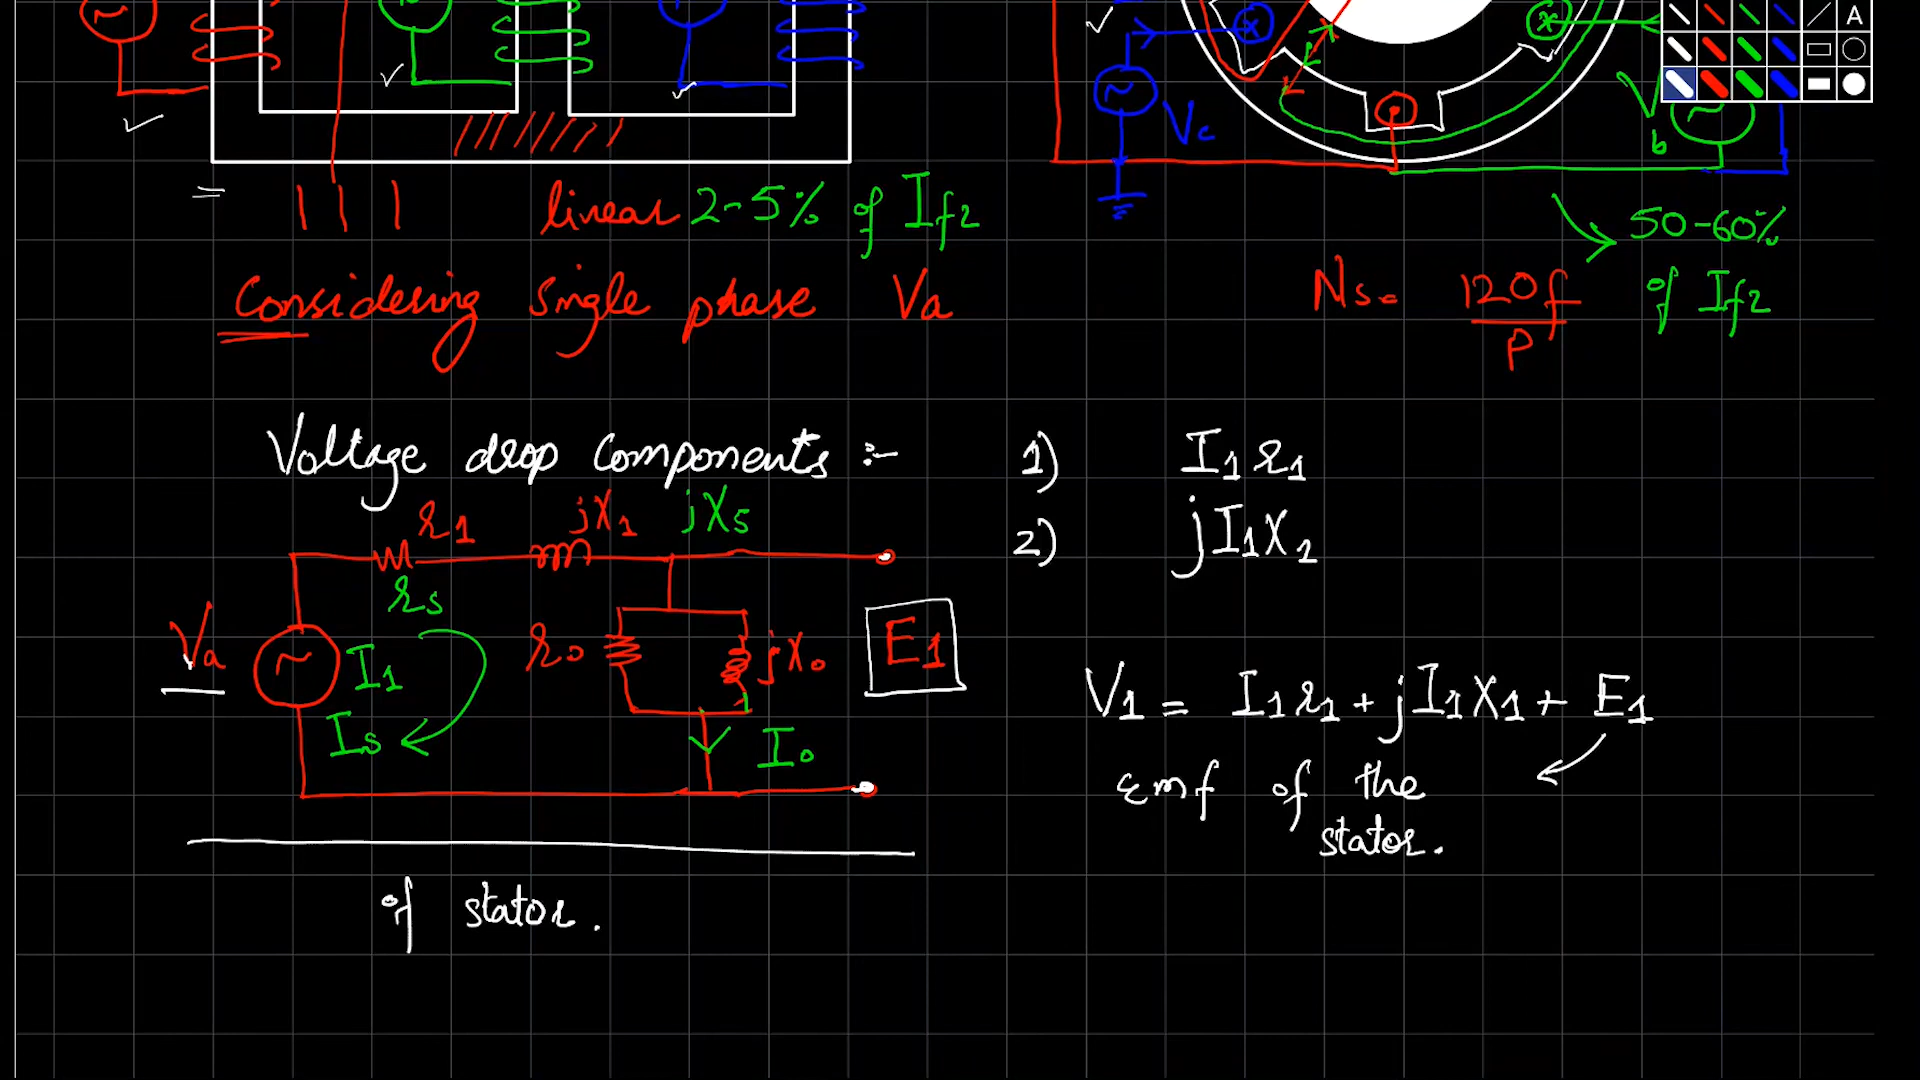 A
Vc
V
b
linear 2-5% of If2
50-60%
of If2
Considering Single phase Va
Ns = 120f
P
Voltage drop components :-
1) I1 r1
2) jI1X1
r1 jX1 jXs
rs
Va
I1
Is
r0
jX0
I0
E1
V1 = I1r1 + jI1X1 + E1
Emf of the
stator.
of stator.